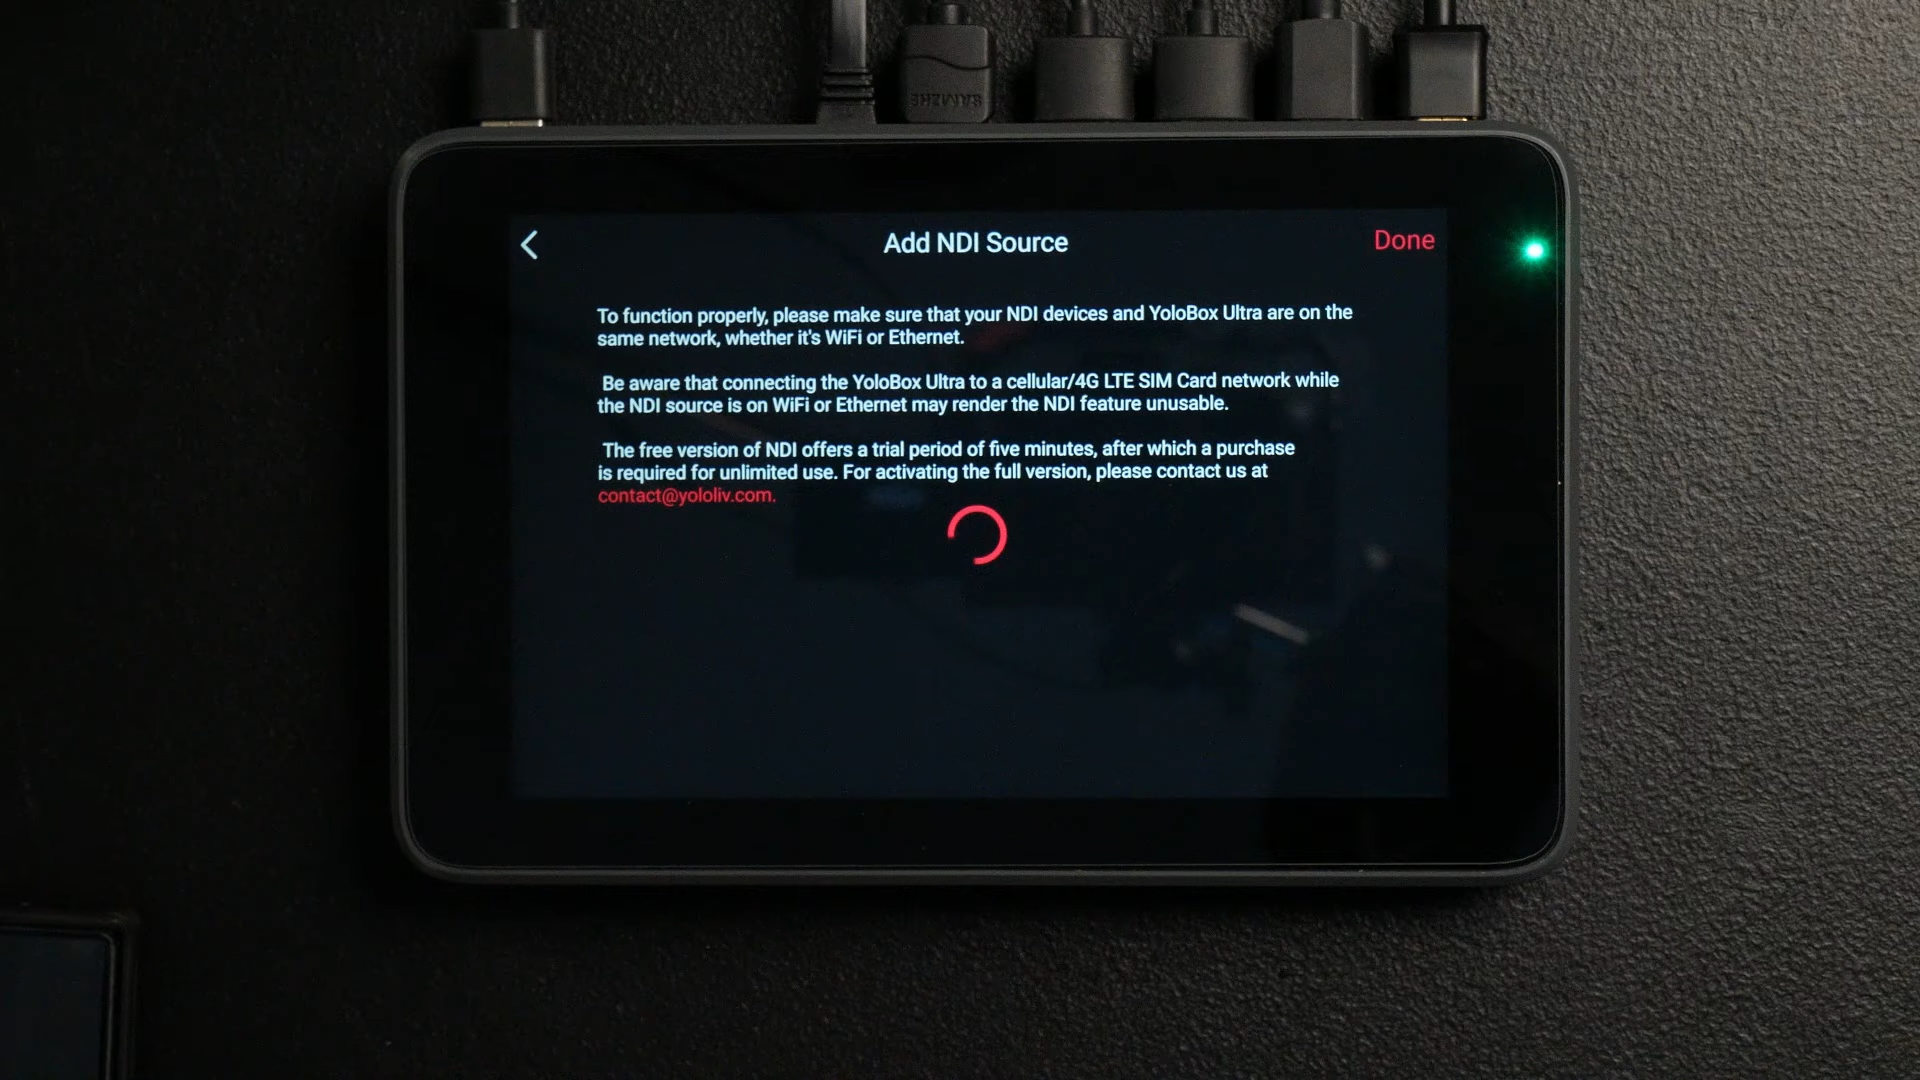 Add NDI Source
Done
To function properly, please make sure that your NDI devices and YoloBox Ultra are on the
same network, whether it's WiFi or Ethernet.
Be aware that connecting the YoloBox Ultra to a cellular/4G LTE SIM Card network while
the NDI source is on WiFi or Ethernet may render the NDI feature unusable.
The free version of NDI offers a trial period of five minutes, after which a purchase
is required for unlimited use. For activating the full version, please contact us at
contact@yololiv.com.